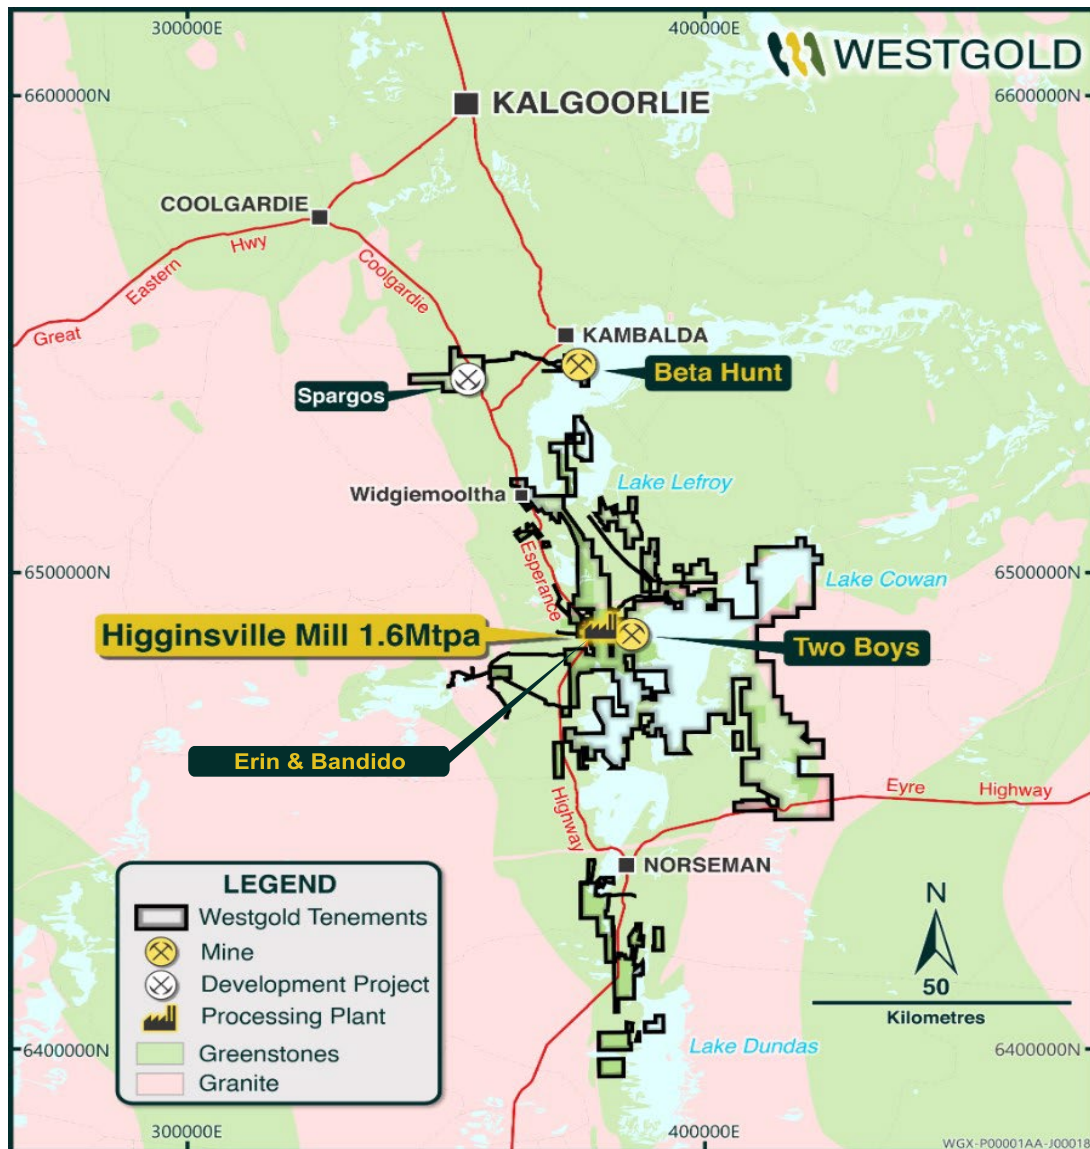 300000E
400000E
WESTGOLD
6600000N
6600000N
KALGOORLIE
COOLGARDIE
Great Eastern Hwy
Coolgardie
KAMBALDA
Beta Hunt
Spargos
Lake Lefroy
Widgiemooltha
Esperance
6500000N
6500000N
Lake Cowan
Higginsville Mill 1.6Mtpa
Two Boys
Erin & Bandido
Highway
Eyre Highway
NORSEMAN
LEGEND
Westgold Tenements
Mine
Development Project
Processing Plant
Greenstones
Granite
N
50
Kilometres
6400000N
Lake Dundas
6400000N
300000E
400000E
WGX-P00001AA-J00018